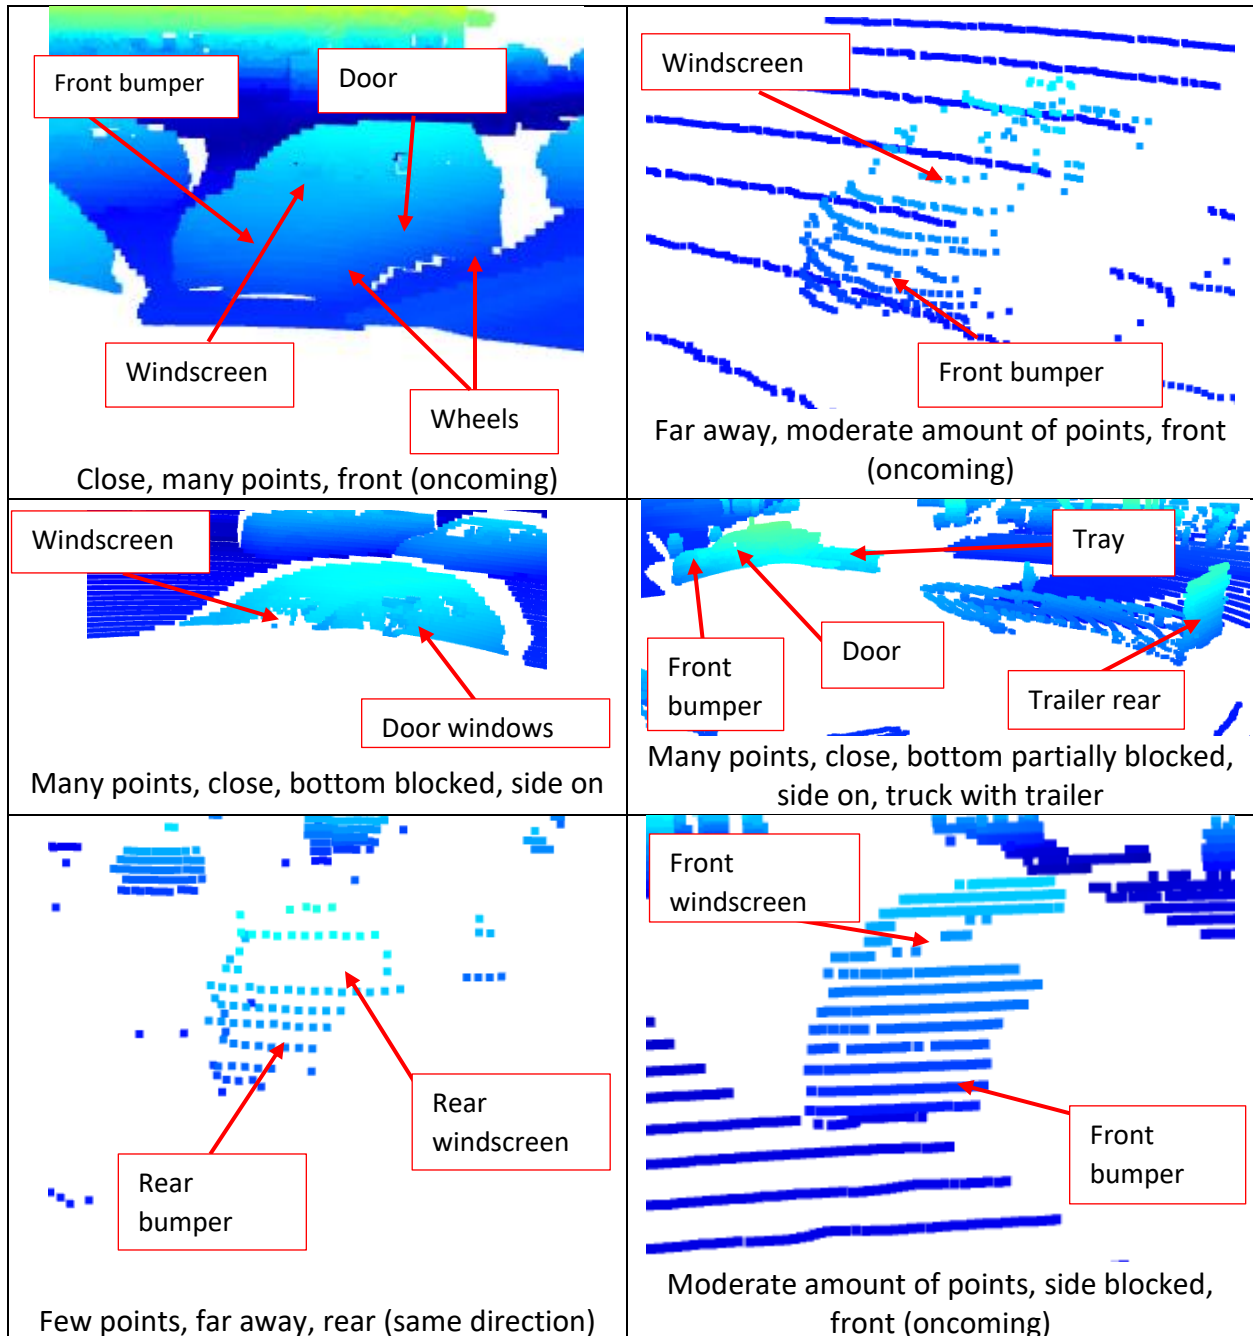 Front bumper
Door
Windscreen
Wheels
Close, many points, front (oncoming)
Windscreen
Front bumper
Far away, moderate amount of points, front
(oncoming)
Windscreen
Door windows
Many points, close, bottom blocked, side on
Tray
Front
bumper
Door
Trailer rear
Many points, close, bottom partially blocked,
side on, truck with trailer
Rear
windscreen
Rear
bumper
Few points, far away, rear (same direction)
Front
windscreen
Front
bumper
Moderate amount of points, side blocked,
front (oncoming)